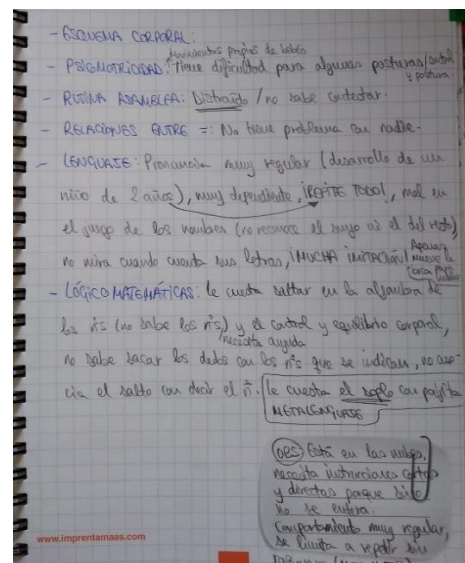 - ESQUEMA CORPORAL:
Movimientos propios de bebés
- PSICMOTRICIDAD: tiene dificultad para algunas posturas/control y postura.
- RUTINA ASAMBLEA: Distraído / no sabe contestar.
- RELACIONES ENTRE =: No tiene problema con nadie.
- LENGUAJE: Pronunciación muy regular (desarrollo de un
niño de 2 años), muy dependiente, ¡REPITE TODO!, mal en
el juego de los nombres (no reconoce el suyo ni el del resto)
no mira cuando cuenta sus letras, ¡MUCHA IMITACIÓN! Apenas mueve la boca
- LÓGICO MATEMÁTICAS: le cuesta saltar en la alfombra de
los nºs (no sabe los nºs) y el control y equilibrio corporal,
necesita ayuda
no sabe sacar los dedos con los nºs que se indican, no aso-
cia el salto con decir el nº. le cuesta el soplo con pajita
METALENGUAJE
OBS) Está en las nubes,
necesita instrucciones cortas
y directas porque sino
no se entera.
Comportamiento muy regular,
se limita a repetir sus
www.imprentamaas.com